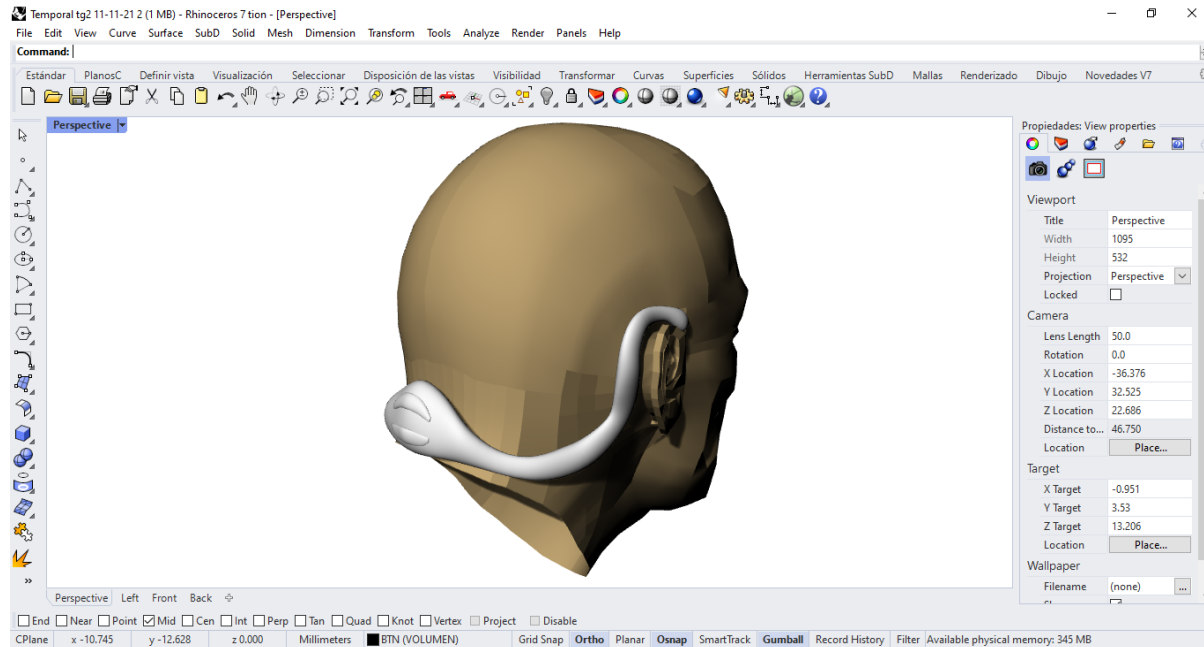 Temporal tg2 11-11-21 2 (1 MB) - Rhinoceros 7 tion - [Perspective]
File Edit View Curve Surface SubD Solid Mesh Dimension Transform Tools Analyze Render Panels Help
Command:
Estándar PlanosC Definir vista Visualización Seleccionar Disposición de las vistas Visibilidad Transformar Curvas Superficies Sólidos Herramientas SubD Mallas Renderizado Dibujo Novedades V7
Perspective
Propiedades: View properties
Viewport
Title Perspective
Width 1095
Height 532
Projection Perspective
Locked
Camera
Lens Length 50.0
Rotation 0.0
X Location -36.376
Y Location 32.525
Z Location 22.686
Distance to... 46.750
Location Place...
Target
X Target -0.951
Y Target 3.53
Z Target 13.206
Location Place...
Wallpaper
Filename (none) ...
Perspective Left Front Back
End Near Point Mid Cen Int Perp Tan Quad Knot Vertex Project Disable
CPlane x -10.745 y -12.628 z 0.000 Millimeters BTN (VOLUMEN) Grid Snap Ortho Planar Osnap SmartTrack Gumball Record History Filter Available physical memory: 345 MB